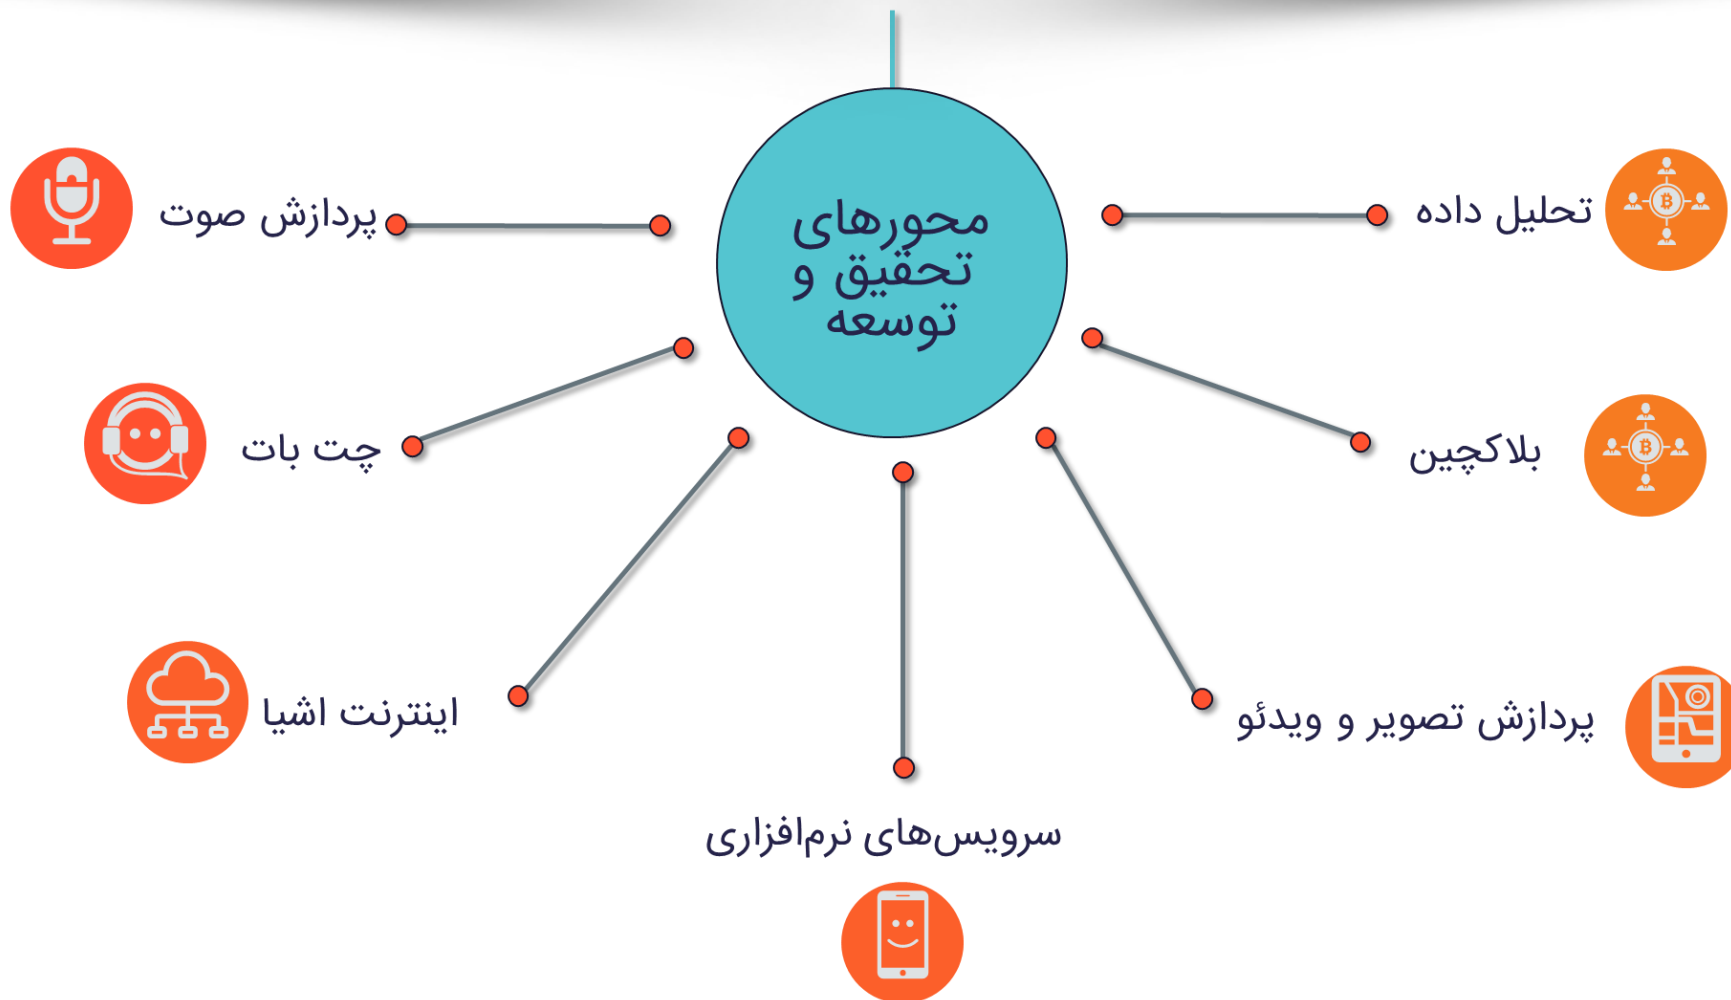 محورهای
تحقیق و
توسعه
تحلیل داده
پردازش صوت
بلاکچین
چت بات
پردازش تصویر و ویدئو
اینترنت اشیا
سرویس‌های نرم‌افزاری